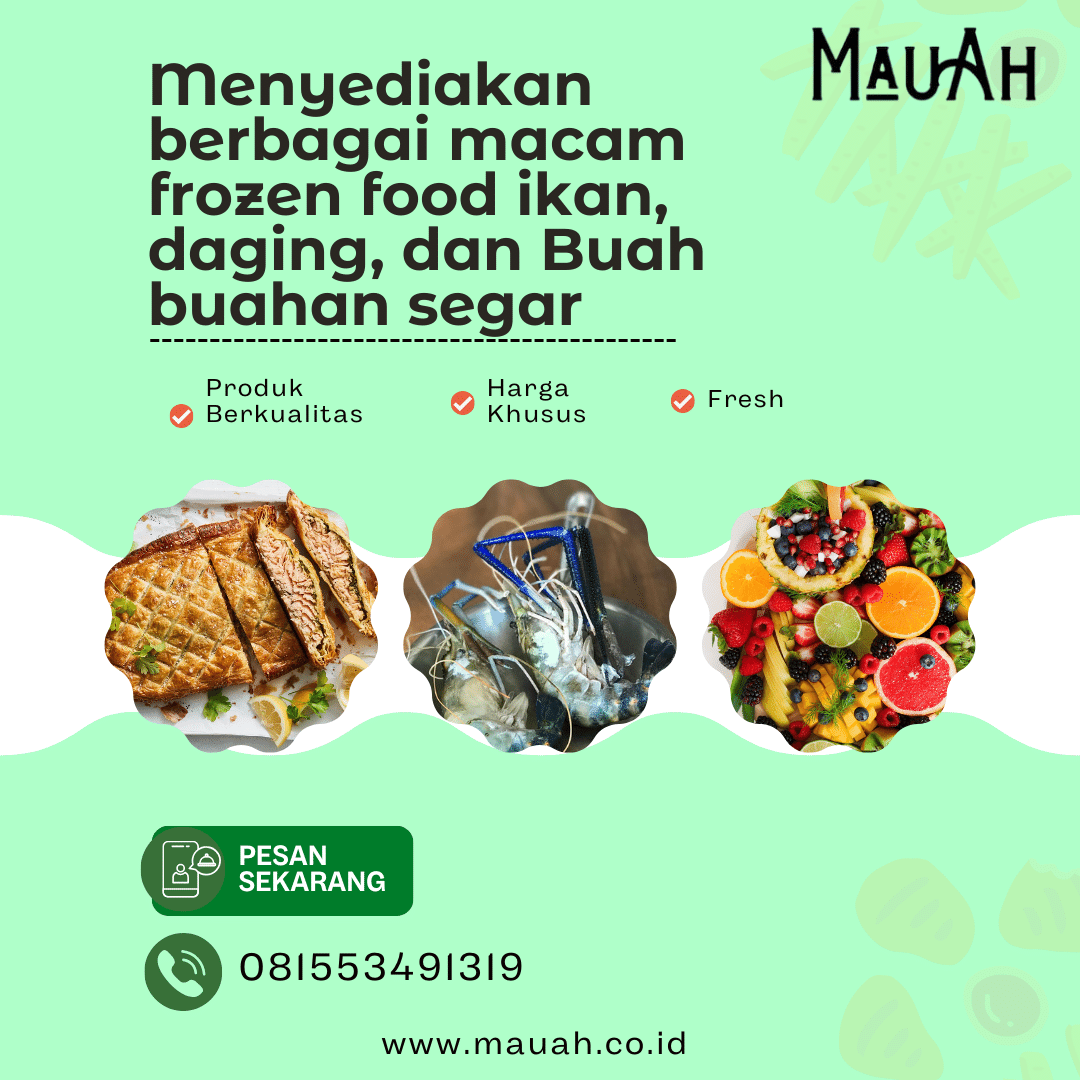 MAUAH
Menyediakan
berbagai macam
frozen food ikan,
daging, dan Buah
buahan segar
Produk
Berkualitas
Harga
Khusus
Fresh
PESAN
SEKARANG
081553491319
www.mauah.co.id